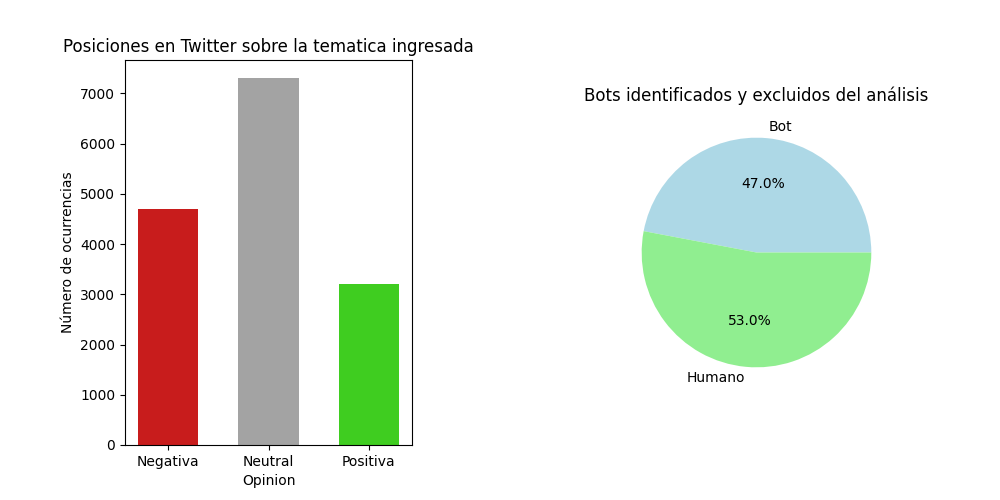 Posiciones en Twitter sobre la tematica ingresada
Número de ocurrencias
7000
6000
5000
4000
3000
2000
1000
0
Negativa
Neutral
Positiva
Opinion
Bots identificados y excluidos del análisis
Bot
47.0%
53.0%
Humano